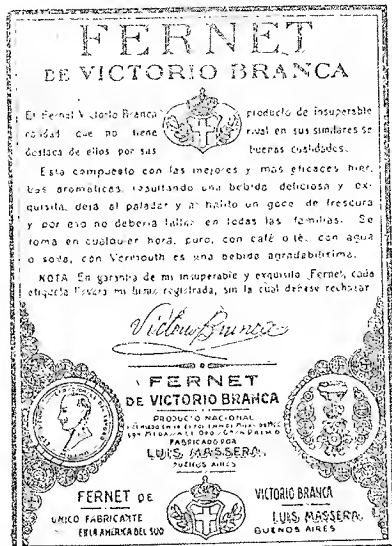 FERNET
DE VICTORIO BRANCA
El Fernet Victorio Branca producto de insuperable
calidad que no tiene rival en sus similares se
destaca de ellos por sus buenas cualidades.
Esta compuesto con las mejores y mas eficaces hier-
bas aromáticas, resultando una bebida deliciosa y ex-
quisita, deja al paladar y al hálito un goce de frescura
y por eso no debería faltar en todas las familias. Se
toma en cualquier hora, puro, con café o té, con agua
o soda, con Vermouth es una bebida agradabilísima.
NOTA En garantía de mi insuperable y exquisito Fernet, cada
etiqueta llevará mi firma registrada, sin la cual debese rechazar
Victorio Branca
FERNET
DE VICTORIO BRANCA
PRODUCTO NACIONAL
FABRICADO POR
LUIS MASSERA
BUENOS AIRES
FERNET DE VICTORIO BRANCA
UNICO FABRICANTE LUIS MASSERA
EN LA AMERICA DEL SUD BUENOS AIRES